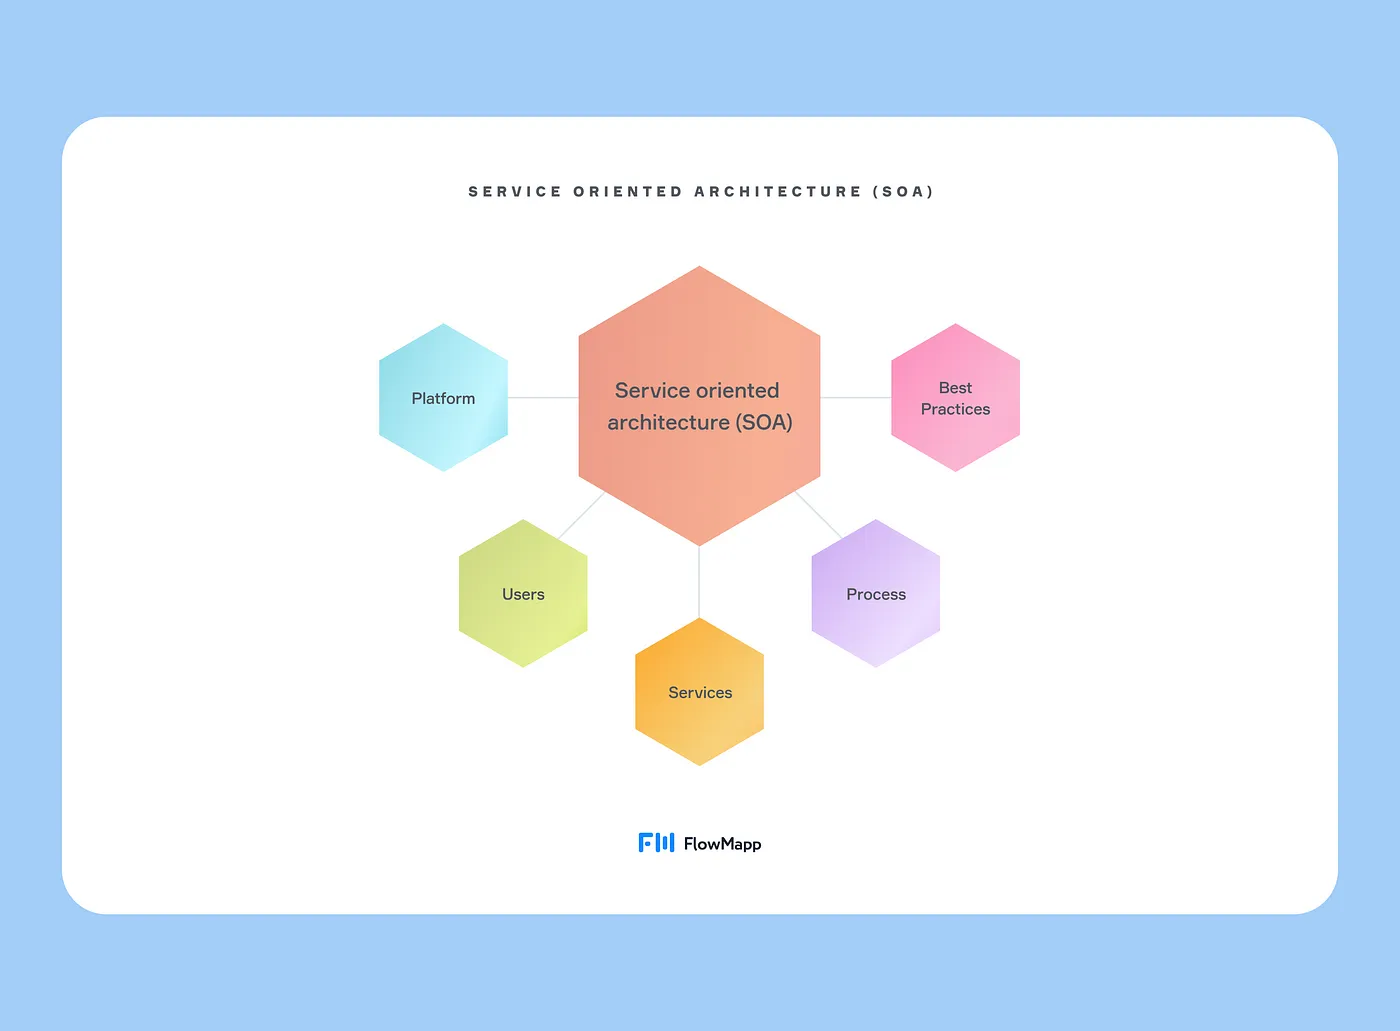 SERVICE ORIENTED ARCHITECTURE (SOA)
Service oriented
architecture (SOA)
Platform
Best
Practices
Users
Process
Services
FlowMapp